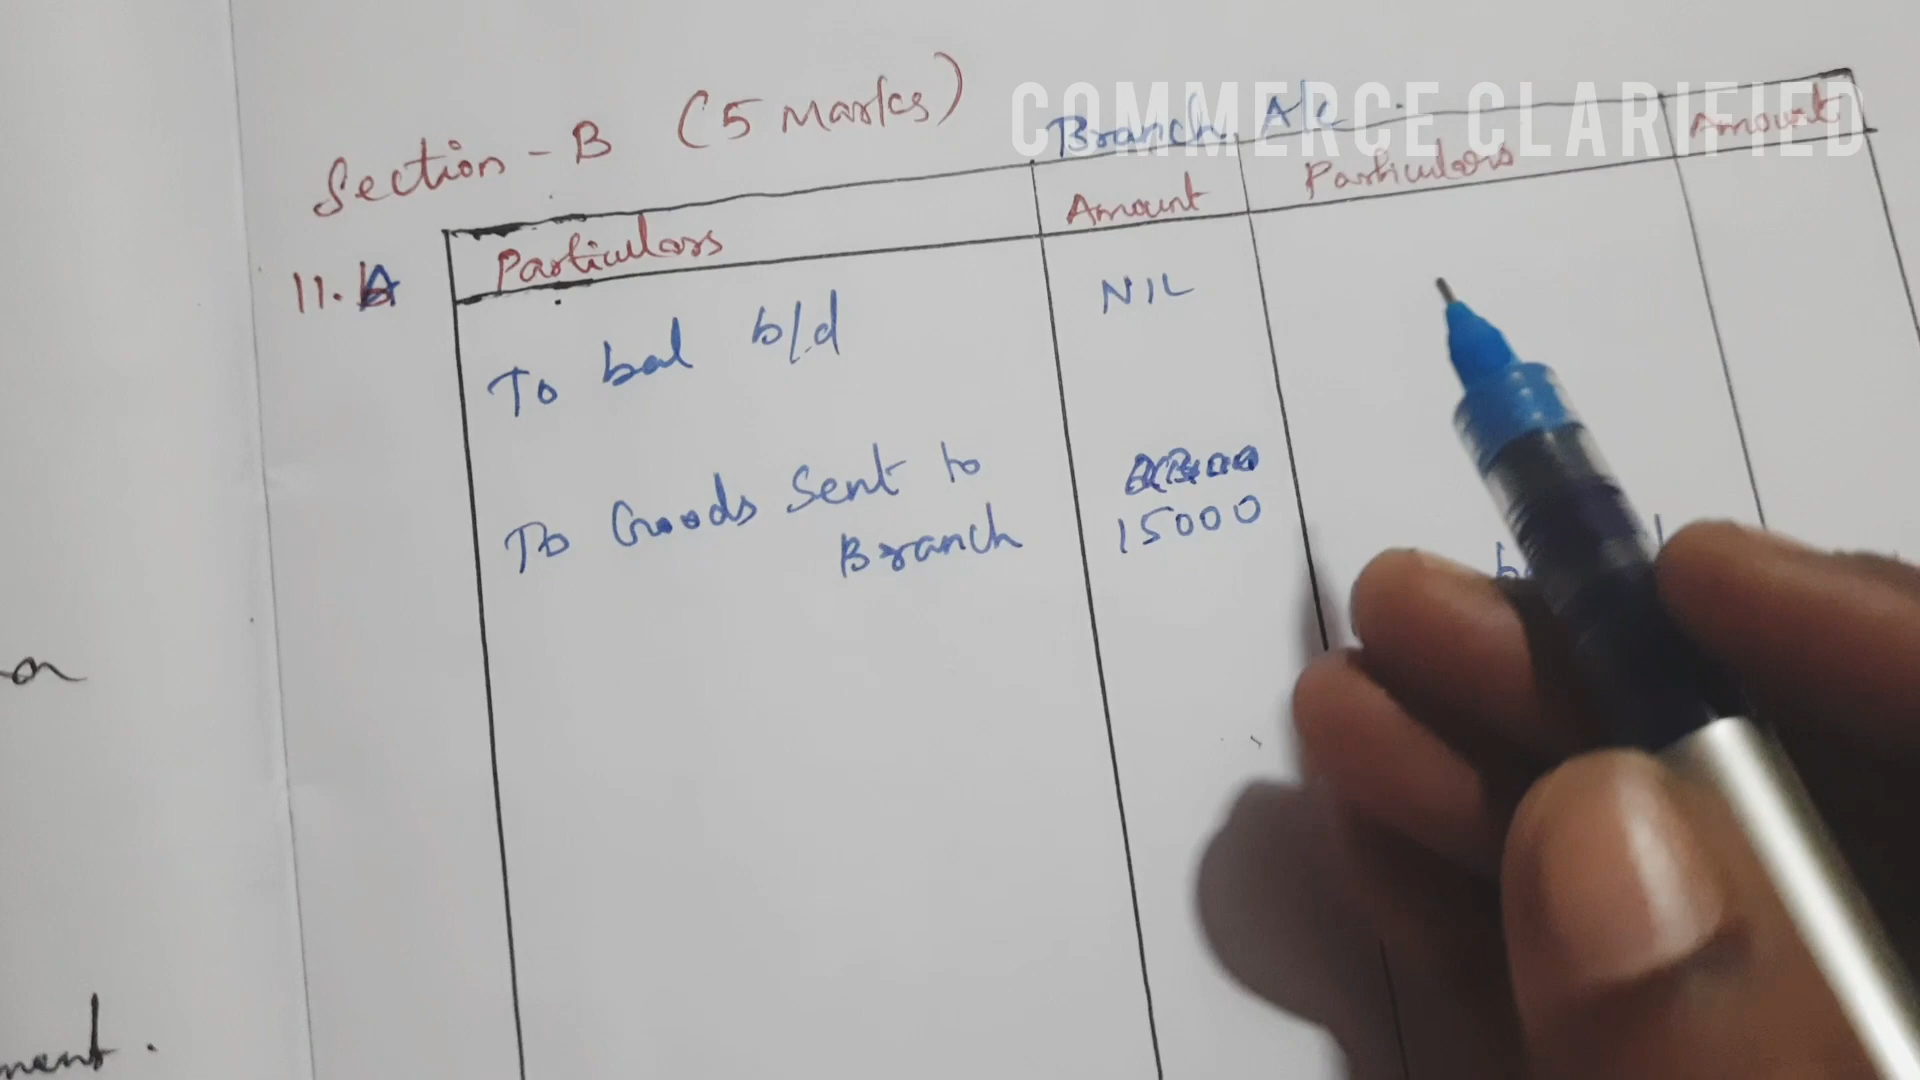 COMMERCE CLARIFIED
Section - B (5 Marks)
Branch A/c
Particulars Amount Particulars Amount
11. A
To bal b/d NIL
To Goods Sent to
Branch 15000
ment.